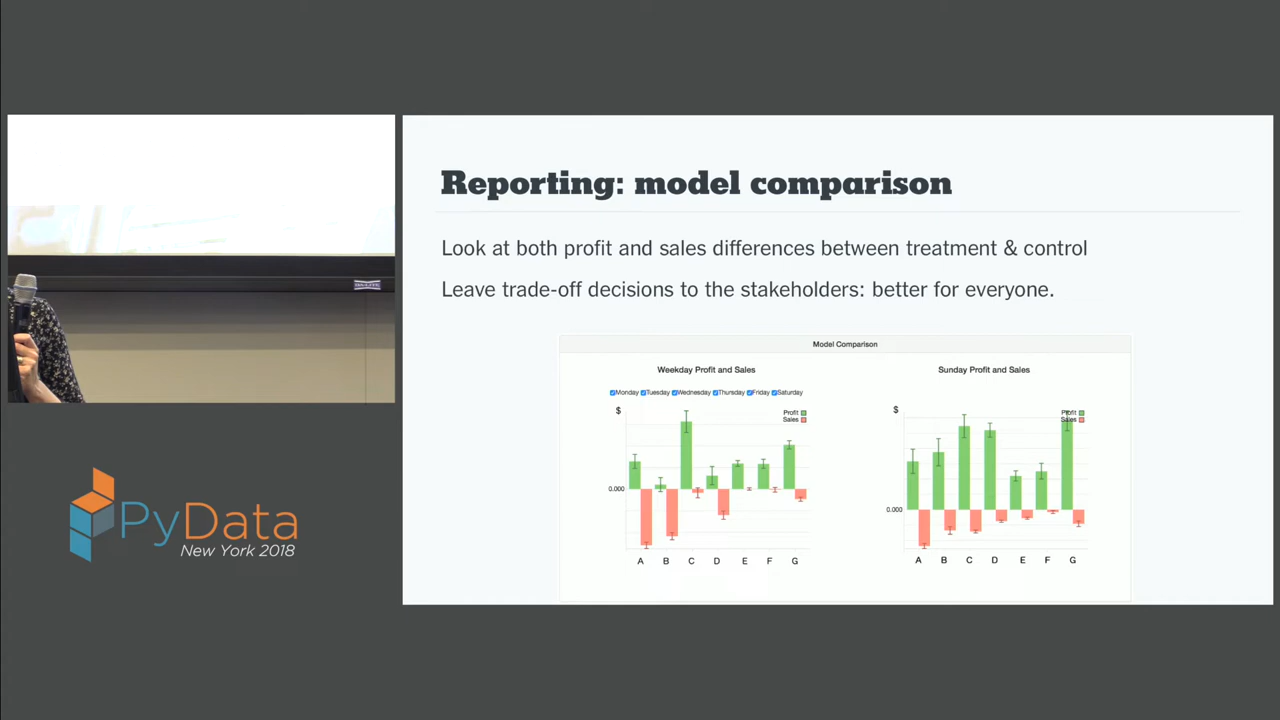 Reporting: model comparison
Look at both profit and sales differences between treatment & control
Leave trade-off decisions to the stakeholders: better for everyone.
Model Comparison
Weekday Profit and Sales
Monday Tuesday Wednesday Thursday Friday Saturday
$
Profit
Sales
0.000
A B C D E F G
Sunday Profit and Sales
$
Profit
Sales
0.000
A B C D E F G
PyData
New York 2018